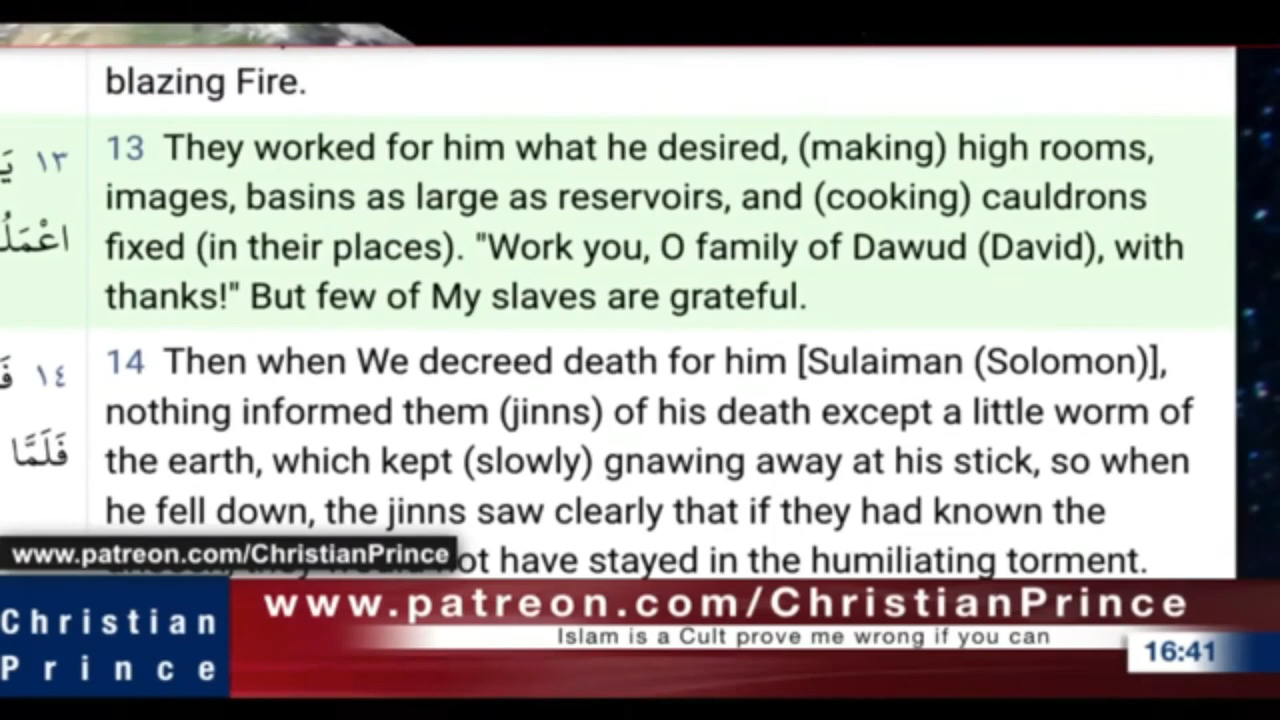 blazing Fire.
١٣ يَ
13 They worked for him what he desired, (making) high rooms,
images, basins as large as reservoirs, and (cooking) cauldrons
fixed (in their places). "Work you, O family of Dawud (David), with
thanks!" But few of My slaves are grateful.
١٤
14 Then when We decreed death for him [Sulaiman (Solomon)],
nothing informed them (jinns) of his death except a little worm of
فَلَمَّا
the earth, which kept (slowly) gnawing away at his stick, so when
he fell down, the jinns saw clearly that if they had known the
not have stayed in the humiliating torment.
www.patreon.com/ChristianPrince
www.patreon.com/ChristianPrince
Islam is a Cult prove me wrong if you can
Christian
Prince
16:41